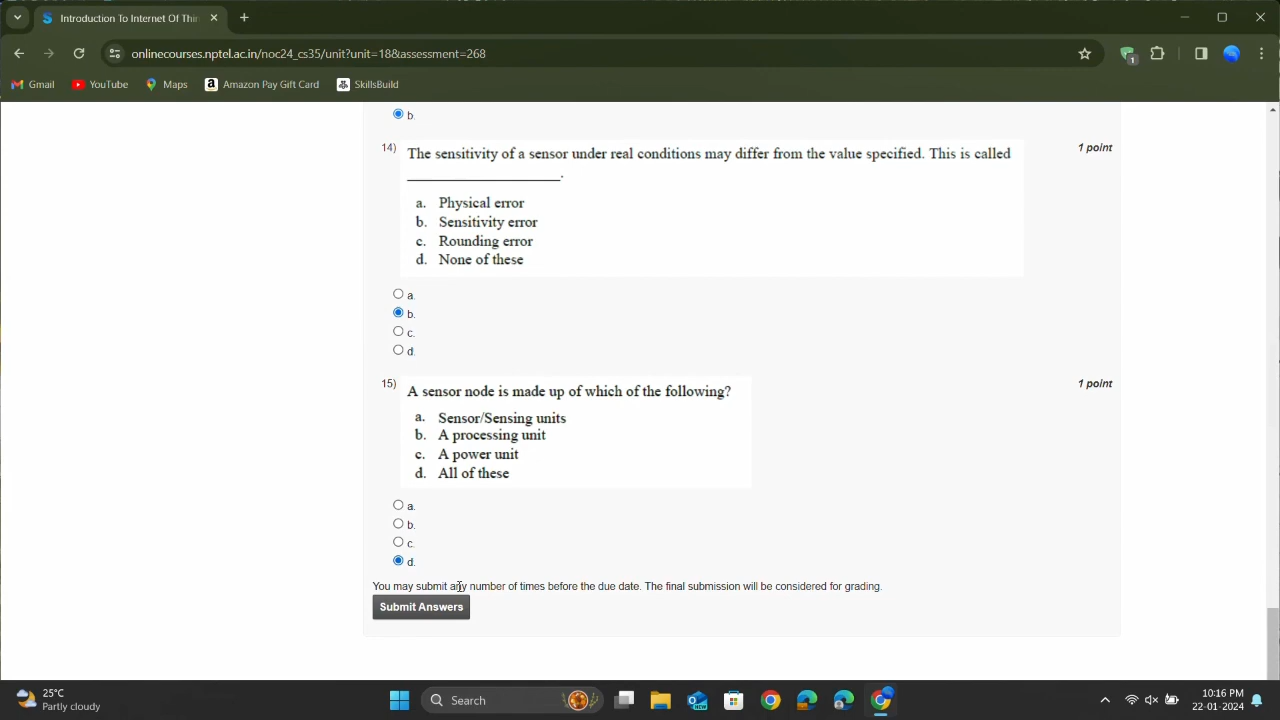 Introduction To Internet Of Thin
onlinecourses.nptel.ac.in/noc24_cs35/unit?unit=18&assessment=268
1
Gmail YouTube Maps a Amazon Pay Gift Card SkillsBuild
b.
14) The sensitivity of a sensor under real conditions may differ from the value specified. This is called 1 point
____________________.
a. Physical error
b. Sensitivity error
c. Rounding error
d. None of these
a.
b.
c.
d.
15) A sensor node is made up of which of the following? 1 point
a. Sensor/Sensing units
b. A processing unit
c. A power unit
d. All of these
a.
b.
c.
d.
You may submit any number of times before the due date. The final submission will be considered for grading.
Submit Answers
25°C
Partly cloudy
Search
10:16 PM
22-01-2024